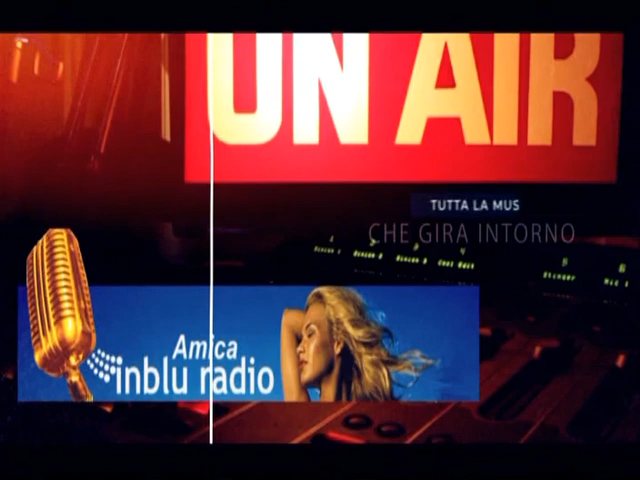 ON AIR
TUTTA LA MUS
CHE GIRA INTORNO
Amica
inblu radio